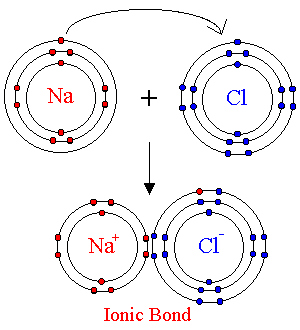 Na + Cl
Na+ Cl-
Ionic Bond